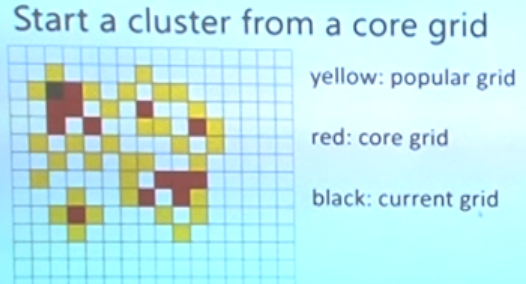 Start a cluster from a core grid
yellow: popular grid
red: core grid
black: current grid